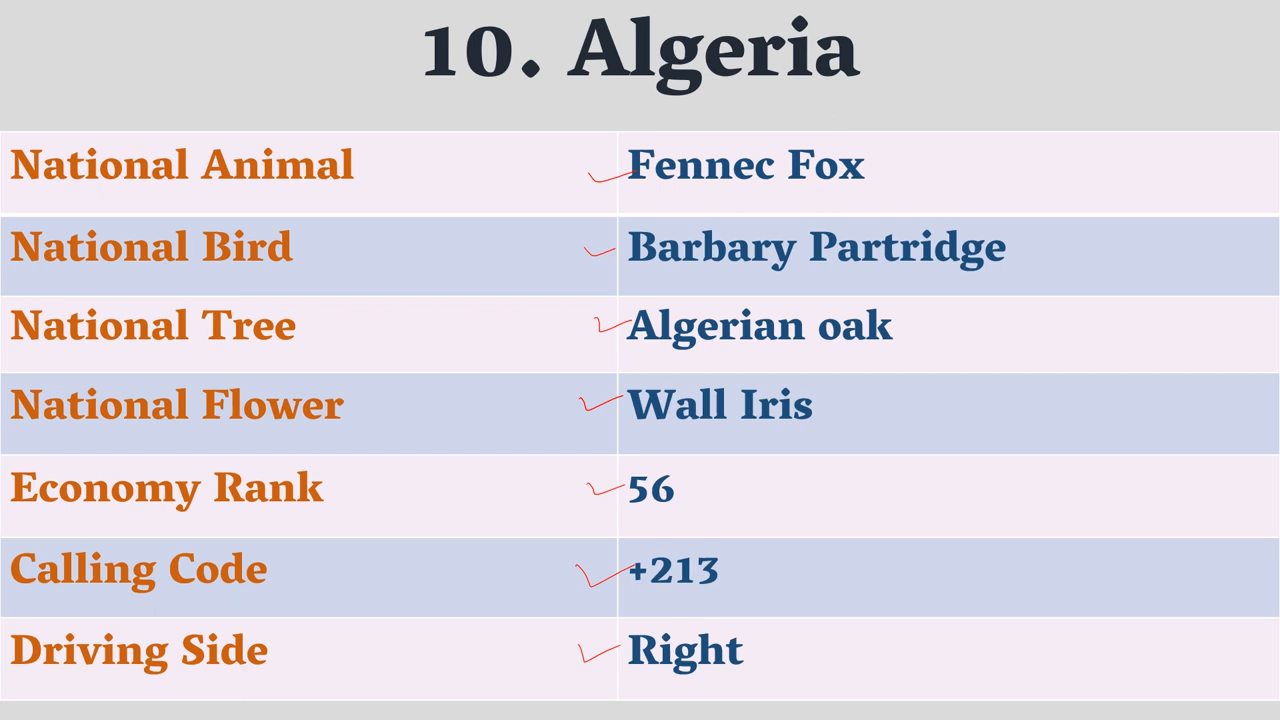 10. Algeria
National Animal Fennec Fox
National Bird Barbary Partridge
National Tree Algerian oak
National Flower Wall Iris
Economy Rank 56
Calling Code +213
Driving Side Right